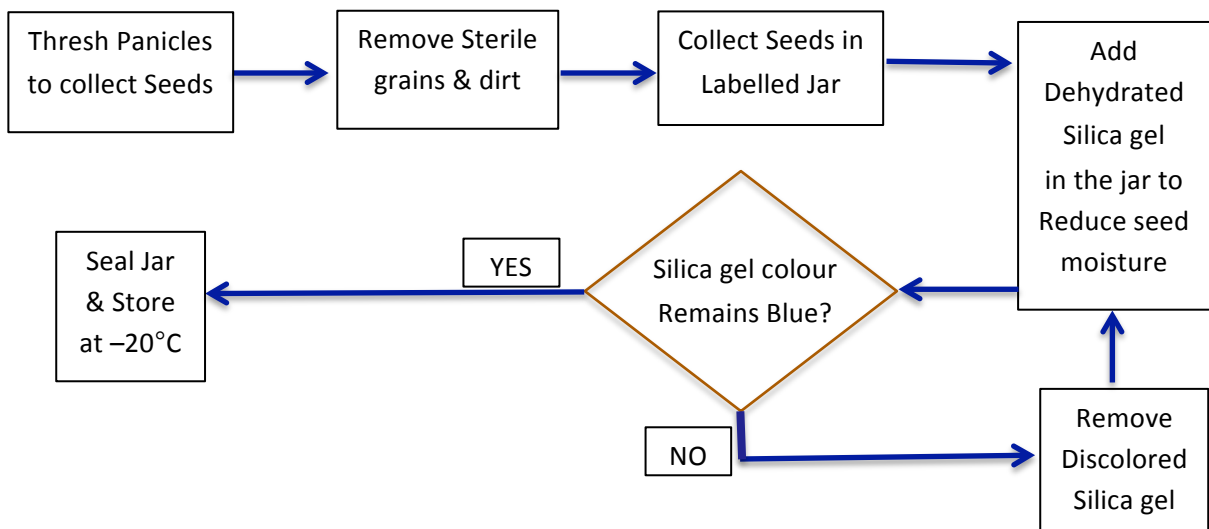 Thresh Panicles
to collect Seeds
Remove Sterile
grains & dirt
Collect Seeds in
Labelled Jar
Add
Dehydrated
Silica gel
in the jar to
Reduce seed
moisture
Silica gel colour
Remains Blue?
YES
Seal Jar
& Store
at –20°C
NO
Remove
Discolored
Silica gel